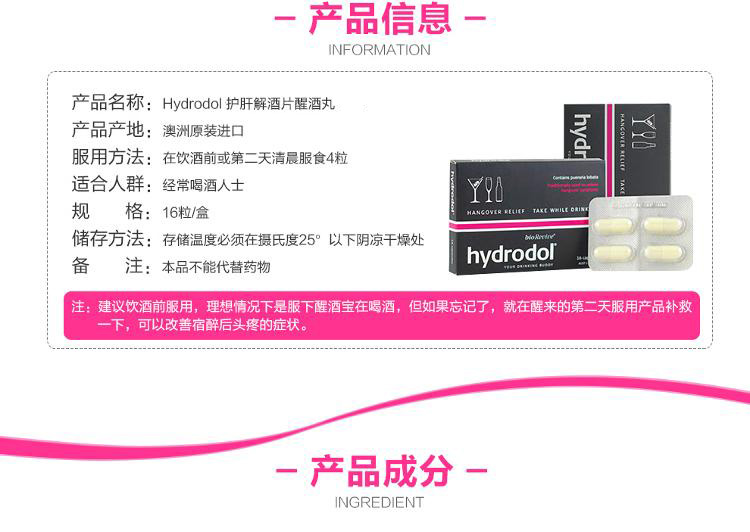 产品信息
INFORMATION
产品名称：Hydrodol 护肝解酒片醒酒丸
产品产地：澳洲原装进口
服用方法：在饮酒前或第二天清晨服食4粒
适合人群：经常喝酒人士
规 格：16粒/盒
储存方法：存储温度必须在摄氏度25° 以下阴凉干燥处
备 注：本品不能代替药物
hydrodol
HANGOVER RELIEF TAKE
hydrodol
Contains pueraria lobata
HANGOVER RELIEF TAKE WHILE DRINK
bioRevive
hydrodol
YOUR DRINKING BUDDY
注：建议饮酒前服用，理想情况下是服下醒酒宝在喝酒，但如果忘记了，就在醒来的第二天服用产品补救
一下，可以改善宿醉后头疼的症状。
产品成分
INGREDIENT